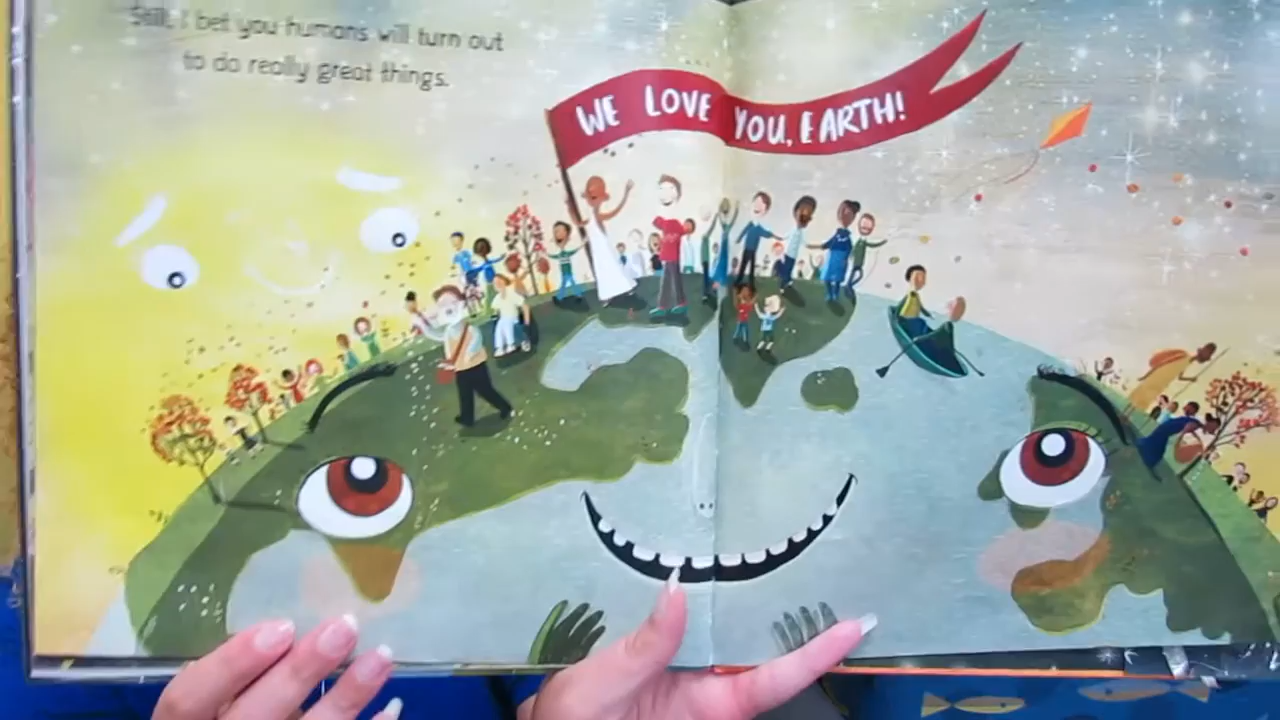 Still, I bet you humans will turn out
to do really great things.
WE LOVE YOU, EARTH!